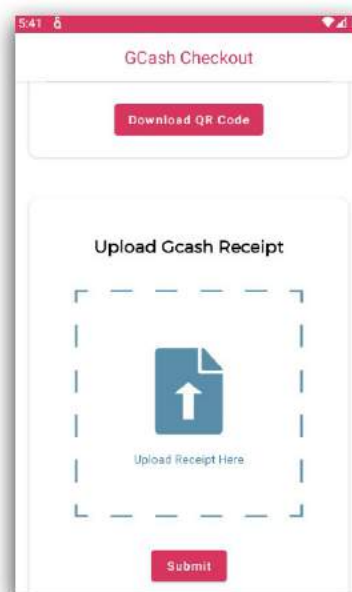 5:41
GCash Checkout
Download QR Code
Upload Gcash Receipt
Upload Receipt Here
Submit